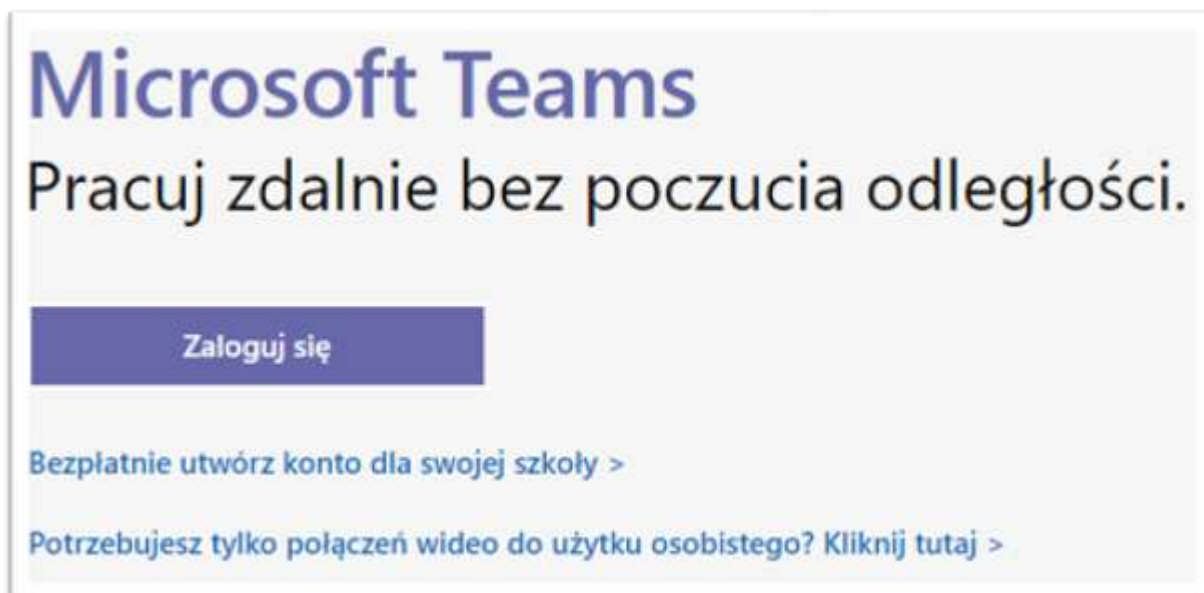 Microsoft Teams
Pracuj zdalnie bez poczucia odległości.
Zaloguj się
Bezpłatnie utwórz konto dla swojej szkoły >
Potrzebujesz tylko połączeń wideo do użytku osobistego? Kliknij tutaj >